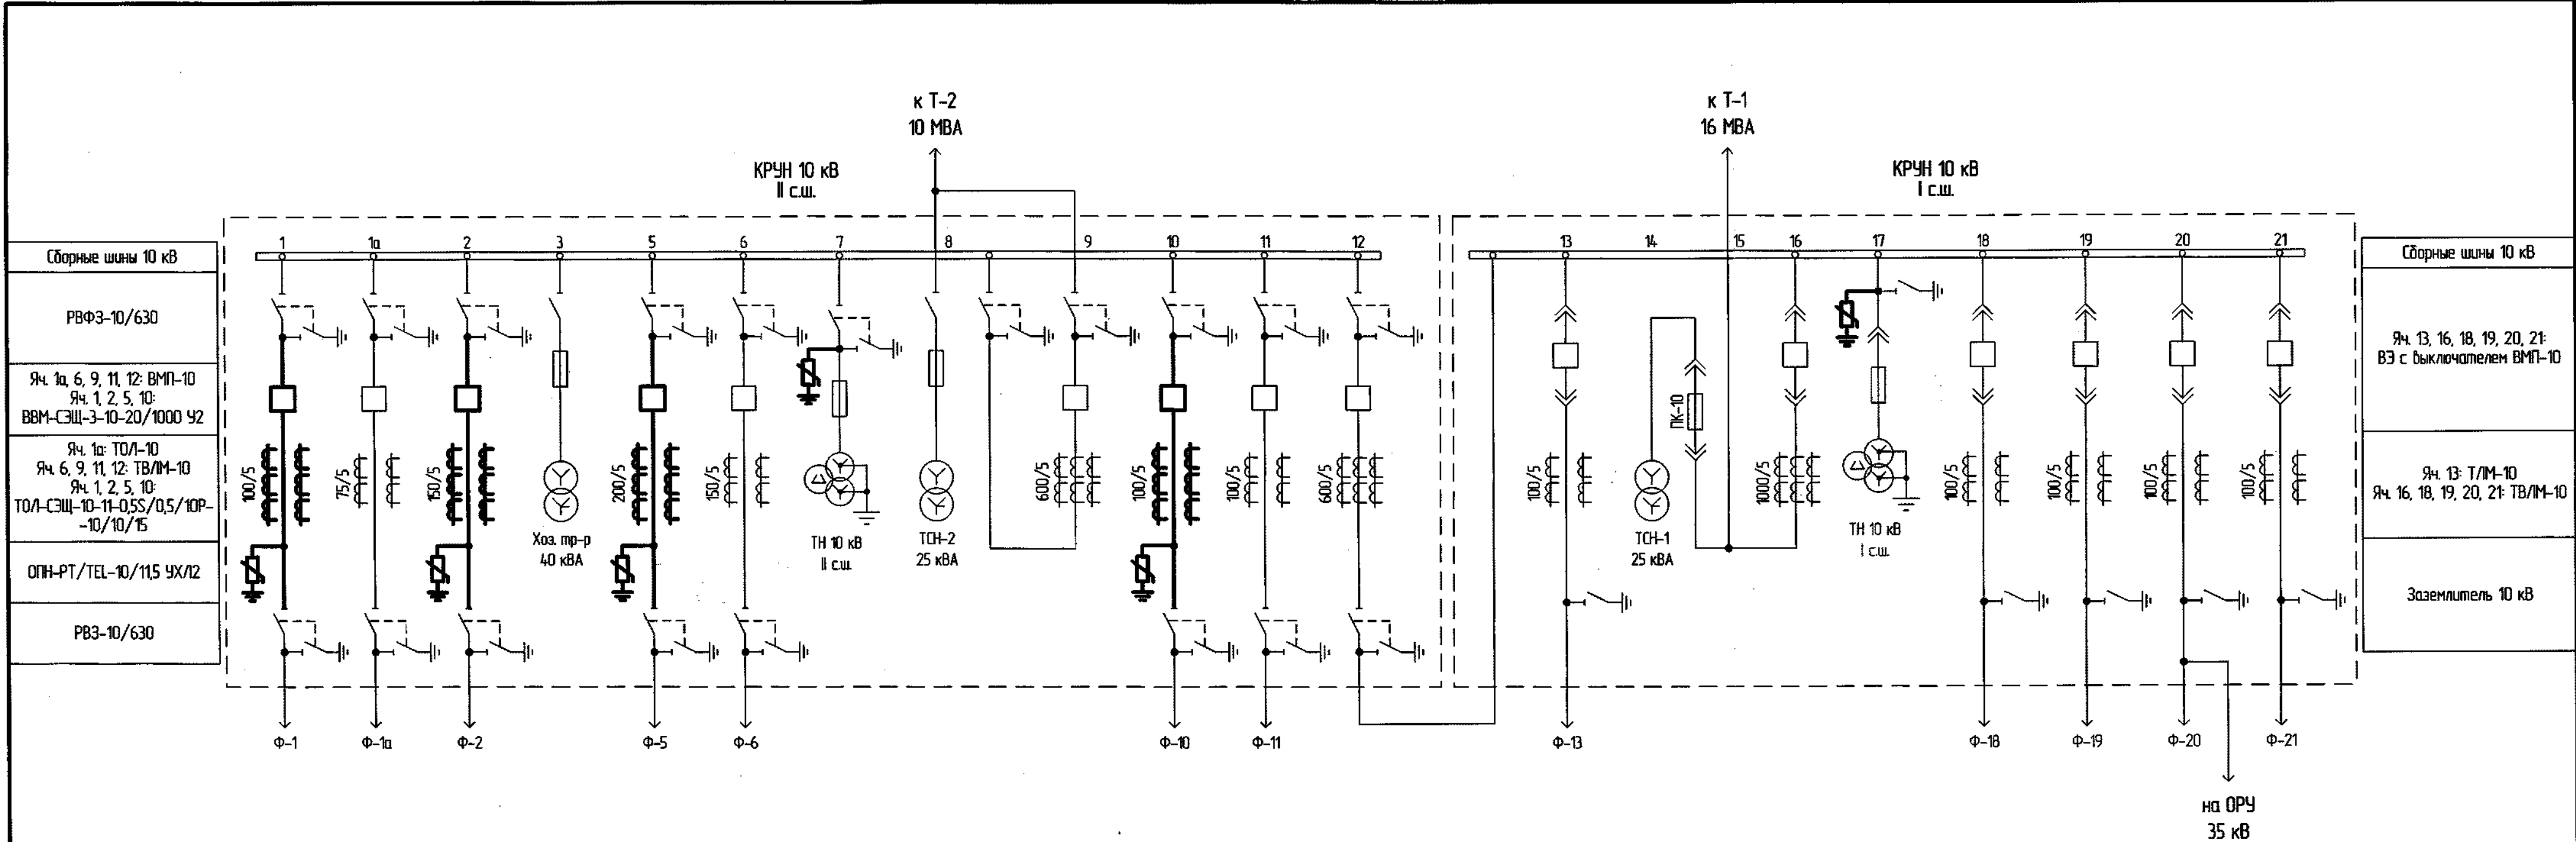 к Т-2
10 МВА
к Т-1
16 МВА
КРУН 10 кВ
II с.ш.
КРУН 10 кВ
I с.ш.
1 1а 2 3 5 6 7 8 9 10 11 12
13 14 15 16 17 18 19 20 21
Сборные шины 10 кВ
РВФЗ-10/630
Яч. 1а, 6, 9, 11, 12: ВМП-10
Яч. 1, 2, 5, 10:
ВВМ-СЭЩ-3-10-20/1000 У2
Яч. 1а: ТОЛ-10
Яч. 6, 9, 11, 12: ТВЛМ-10
Яч. 1, 2, 5, 10:
ТОЛ-СЭЩ-10-11-0,5S/0,5/10Р-
-10/10/15
ОПН-РТ/TEL-10/11,5 УХЛ2
РВЗ-10/630
100/5
75/5
150/5
200/5
150/5
600/5
100/5
100/5
600/5
100/5
ПК-10
1000/5
100/5
100/5
100/5
100/5
Хоз. тр-р
40 кВА
ТН 10 кВ
II с.ш.
ТСН-2
25 кВА
ТСН-1
25 кВА
ТН 10 кВ
I с.ш.
Сборные шины 10 кВ
Яч. 13, 16, 18, 19, 20, 21:
ВЭ с выключателем ВМП-10
Яч. 13: ТЛМ-10
Яч. 16, 18, 19, 20, 21: ТВЛМ-10
Заземлитель 10 кВ
Ф-1 Ф-1а Ф-2 Ф-5 Ф-6 Ф-10 Ф-11 Ф-13 Ф-18 Ф-19 Ф-20 Ф-21
на ОРУ
35 кВ